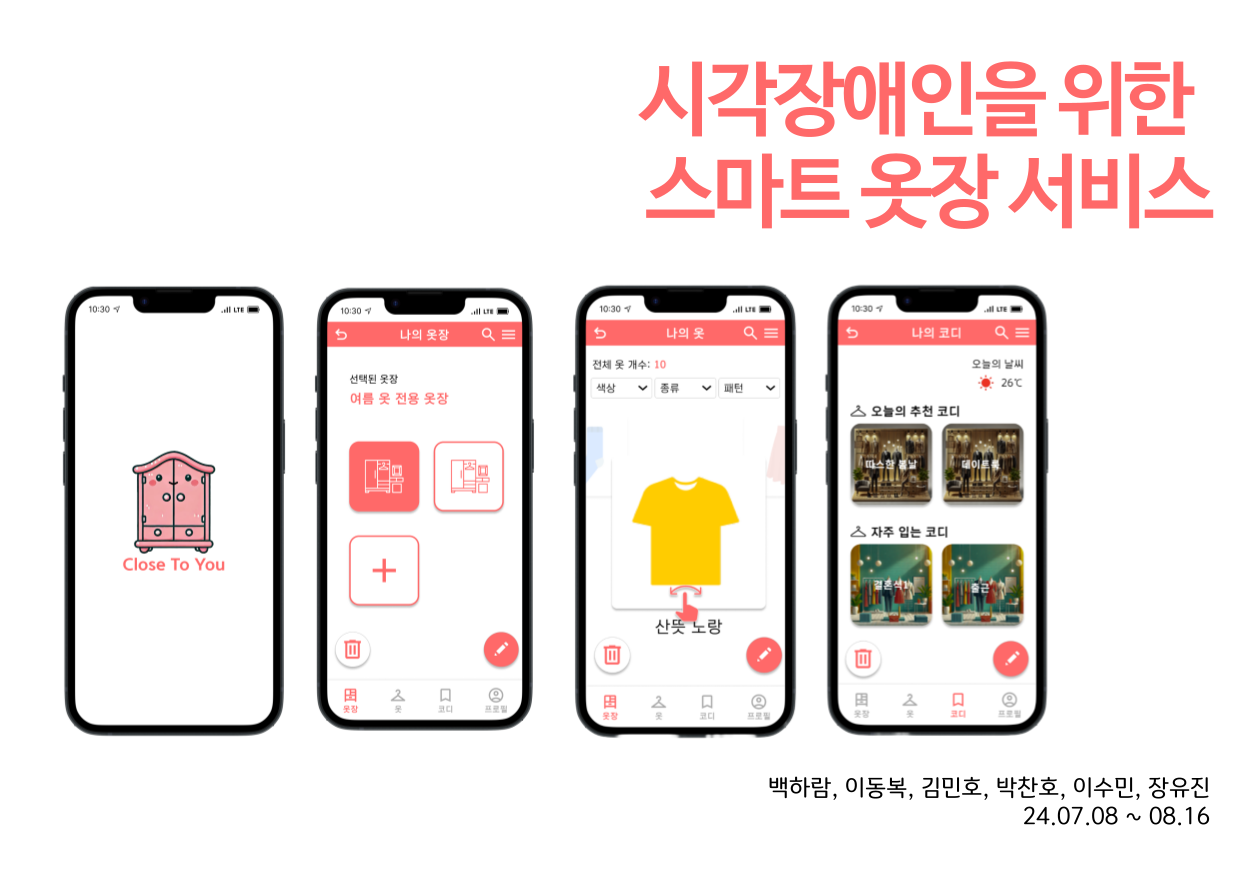 시각장애인을 위한
스마트 옷장 서비스
10:30
LTE
Close To You
10:30
LTE
나의 옷장
선택된 옷장
여름 옷 전용 옷장
옷장
옷
코디
프로필
10:30
LTE
나의 옷
전체 옷 개수: 10
색상
종류
패턴
산뜻 노랑
옷장
옷
코디
프로필
10:30
LTE
나의 코디
오늘의 날씨
26℃
오늘의 추천 코디
따스한 봄날
데이트룩
자주 입는 코디
결혼식1
출근
옷장
옷
코디
프로필
백하람, 이동복, 김민호, 박찬호, 이수민, 장유진
24.07.08 ~ 08.16